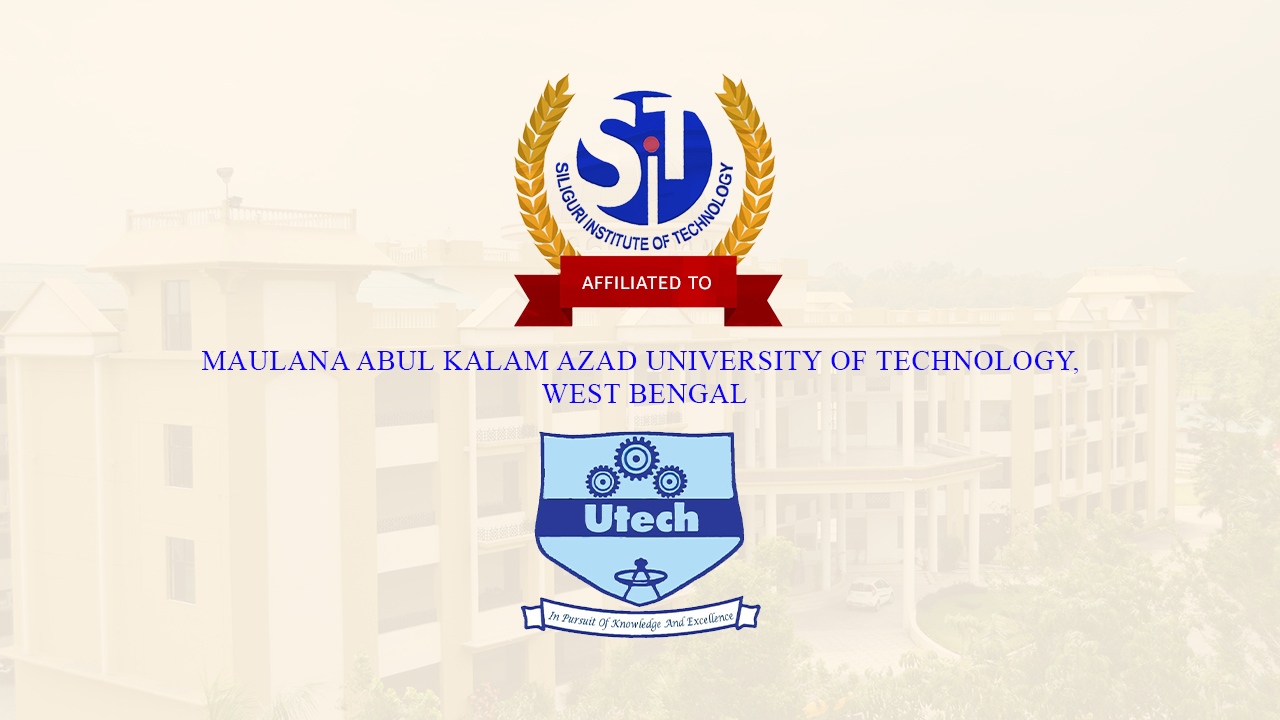 SiT
SILIGURI INSTITUTE OF TECHNOLOGY
AFFILIATED TO
MAULANA ABUL KALAM AZAD UNIVERSITY OF TECHNOLOGY,
WEST BENGAL
Utech
In Pursuit Of Knowledge And Excellence